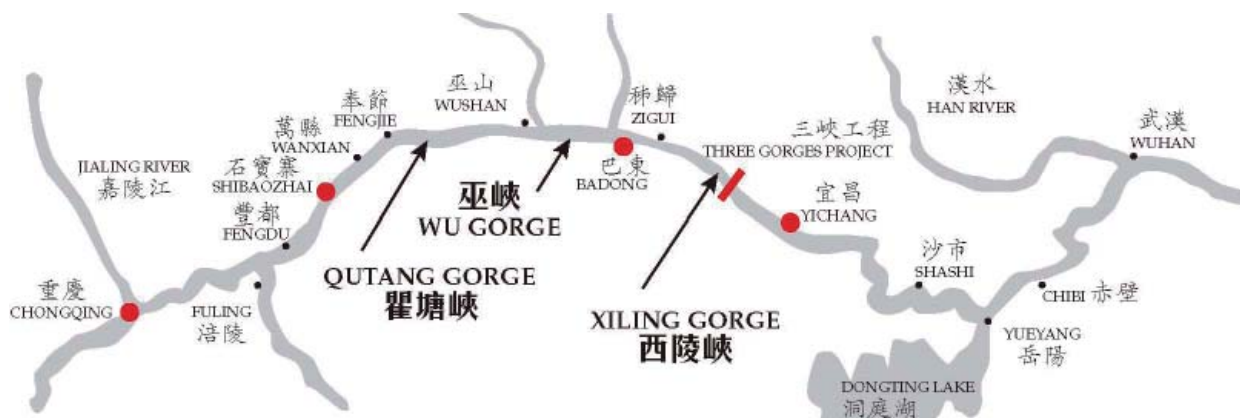 JIALING RIVER
嘉陵江
重慶
CHONGQING
豐都
FENGDU
FULING
涪陵
石寶寨
SHIBAOZHAI
萬縣
WANXIAN
奉節
FENGJIE
QUTANG GORGE
瞿塘峽
巫山
WUSHAN
巫峽
WU GORGE
巴東
BADONG
秭歸
ZIGUI
三峽工程
THREE GORGES PROJECT
XILING GORGE
西陵峽
宜昌
YICHANG
沙市
SHASHI
漢水
HAN RIVER
武漢
WUHAN
CHIBI 赤壁
YUEYANG
岳陽
DONGTING LAKE
洞庭湖